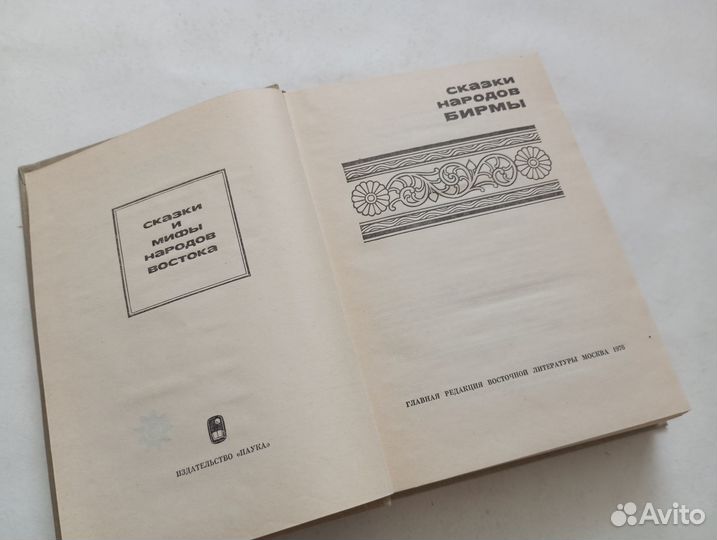 сказки
и
мифы
народов
востока
ИЗДАТЕЛЬСТВО «НАУКА»
сказки
народов
БИРМЫ
ГЛАВНАЯ РЕДАКЦИЯ ВОСТОЧНОЙ ЛИТЕРАТУРЫ МОСКВА 1976
Avito